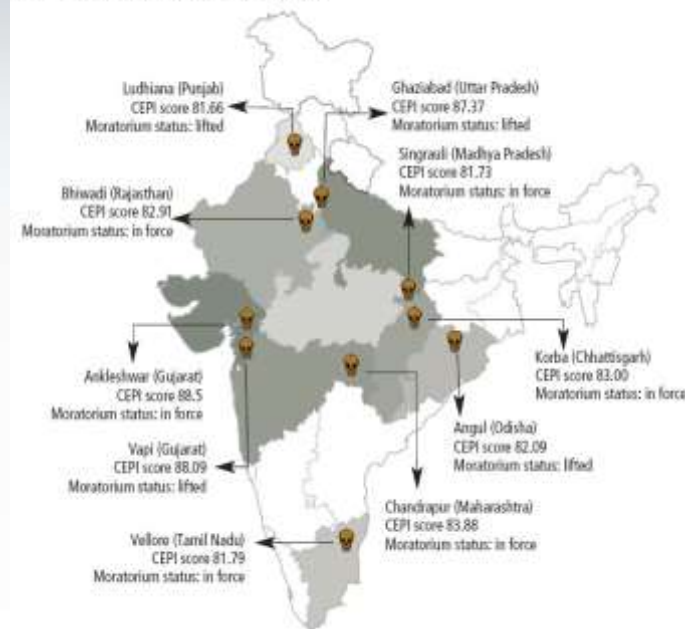 Ludhiana (Punjab)
CEPI score 81.66
Moratorium status: lifted
Ghaziabad (Uttar Pradesh)
CEPI score 87.37
Moratorium status: lifted
Singrauli (Madhya Pradesh)
CEPI score 81.73
Moratorium status: in force
Bhiwadi (Rajasthan)
CEPI score 82.91
Moratorium status: in force
Korba (Chhattisgarh)
CEPI score 83.00
Moratorium status: in force
Ankleshwar (Gujarat)
CEPI score 88.5
Moratorium status: in force
Angul (Odisha)
CEPI score 82.09
Moratorium status: lifted
Vapi (Gujarat)
CEPI score 88.09
Moratorium status: lifted
Chandrapur (Maharashtra)
CEPI score 83.88
Moratorium status: in force
Vellore (Tamil Nadu)
CEPI score 81.79
Moratorium status: in force